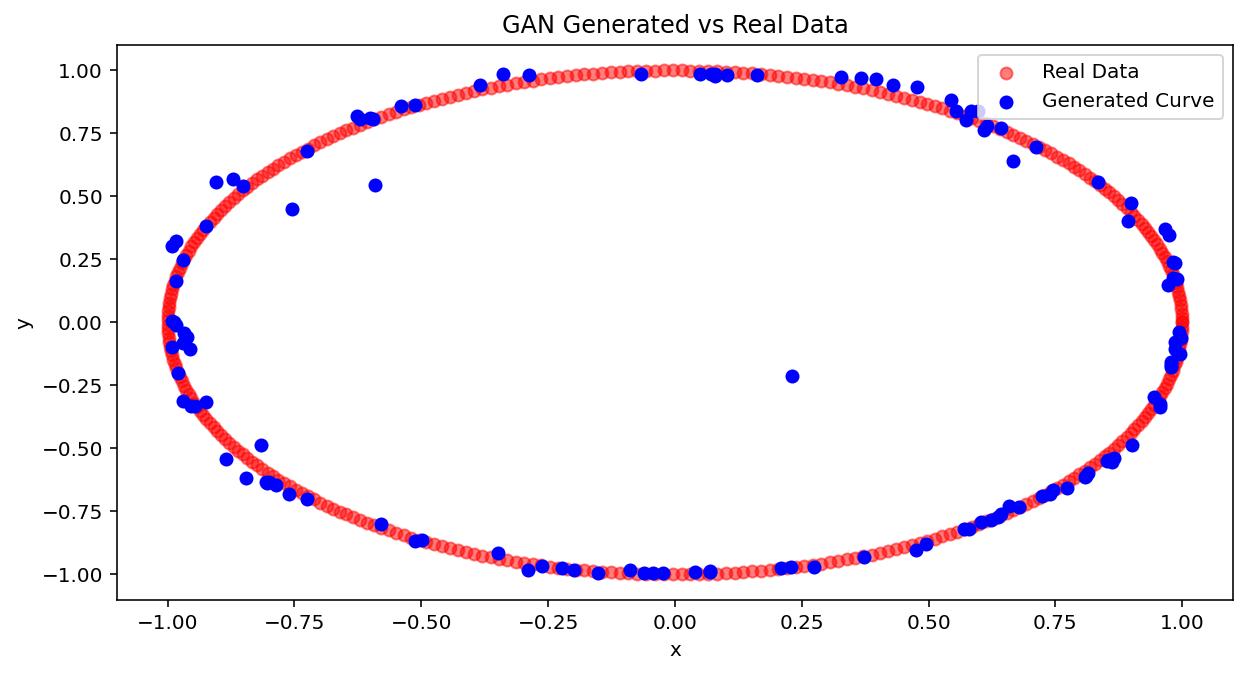 GAN Generated vs Real Data
Real Data
Generated Curve
1.00
0.75
0.50
0.25
0.00
−0.25
−0.50
−0.75
−1.00
y
−1.00 −0.75 −0.50 −0.25 0.00 0.25 0.50 0.75 1.00
x